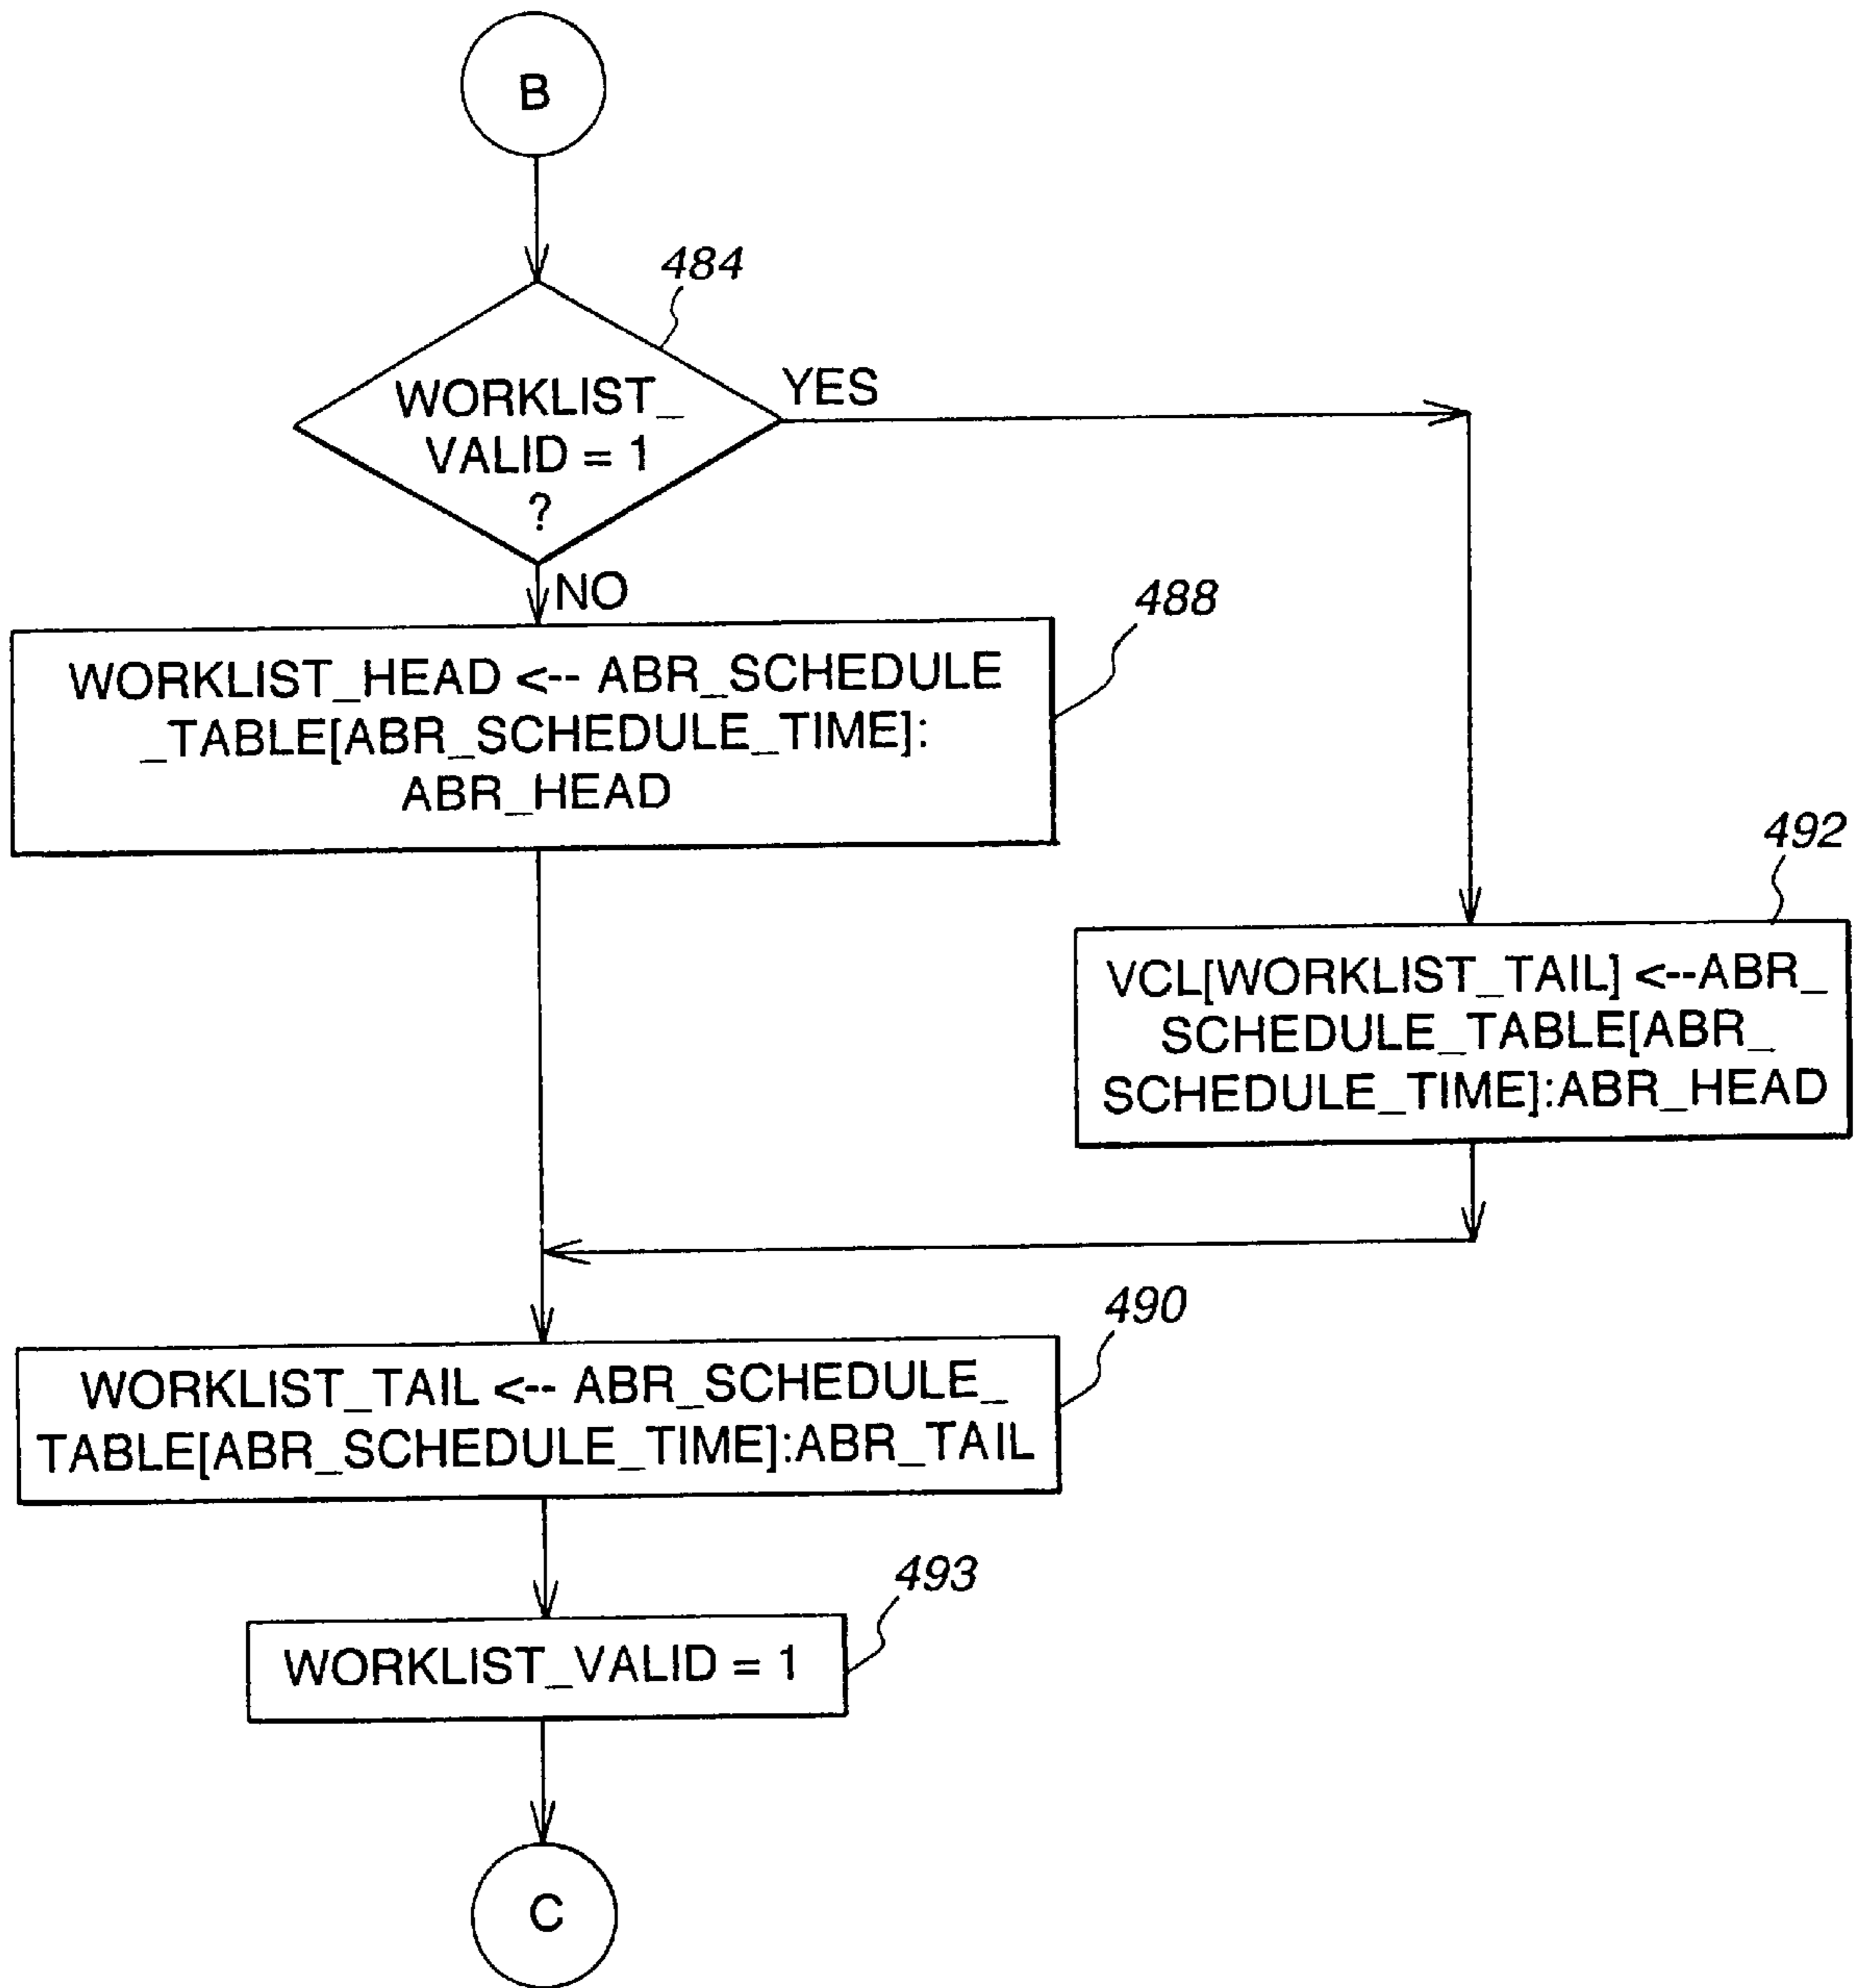 B
484
WORKLIST_
VALID = 1
?
YES
NO
488
WORKLIST_HEAD <-- ABR_SCHEDULE
_TABLE[ABR_SCHEDULE_TIME]:
ABR_HEAD
492
VCL[WORKLIST_TAIL] <--ABR_
SCHEDULE_TABLE[ABR_
SCHEDULE_TIME]:ABR_HEAD
490
WORKLIST_TAIL <-- ABR_SCHEDULE_
TABLE[ABR_SCHEDULE_TIME]:ABR_TAIL
493
WORKLIST_VALID = 1
C